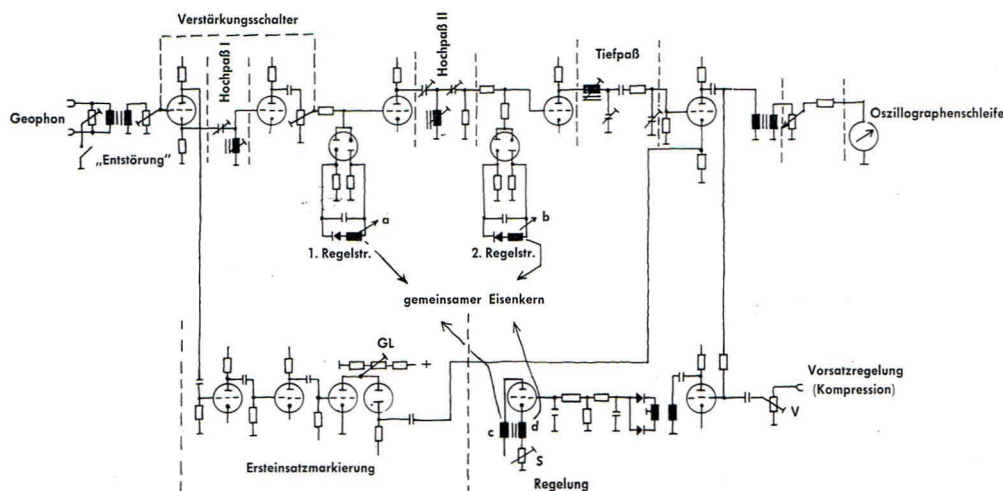 Verstärkungsschalter
Hochpaß I
Hochpaß II
Tiefpaß
Geophon
„Entstörung"
Oszillographenschleife
a
b
1. Regelstr.
2. Regelstr.
gemeinsamer Eisenkern
GL
+
c
d
S
Vorsatzregelung
(Kompression)
V
Ersteinsatzmarkierung
Regelung